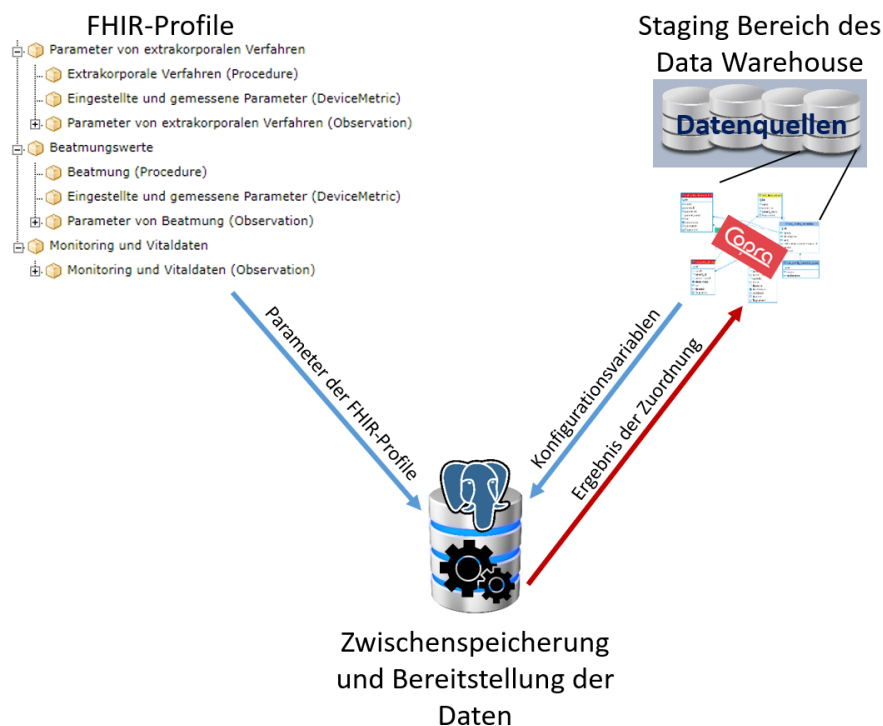 FHIR-Profile
Parameter von extrakorporalen Verfahren
Extrakorporale Verfahren (Procedure)
Eingestellte und gemessene Parameter (DeviceMetric)
Parameter von extrakorporalen Verfahren (Observation)
Beatmungswerte
Beatmung (Procedure)
Eingestellte und gemessene Parameter (DeviceMetric)
Parameter von Beatmung (Observation)
Monitoring und Vitaldaten
Monitoring und Vitaldaten (Observation)
Staging Bereich des
Data Warehouse
Datenquellen
Copra
Parameter der FHIR-Profile
Konfigurationsvariablen
Ergebnis der Zuordnung
Zwischenspeicherung
und Bereitstellung der
Daten